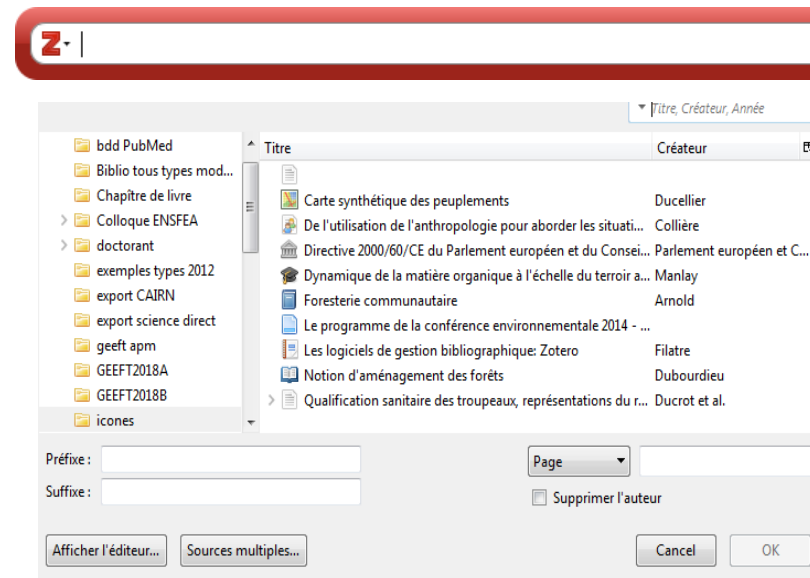 Z
Titre, Créateur, Année
bdd PubMed
Biblio tous types mod...
Chapître de livre
Colloque ENSFEA
doctorant
exemples types 2012
export CAIRN
export science direct
geeft apm
GEEFT2018A
GEEFT2018B
icones
Titre Créateur
Carte synthétique des peuplements Ducellier
De l'utilisation de l'anthropologie pour aborder les situati... Collière
Directive 2000/60/CE du Parlement européen et du Consei... Parlement européen et C...
Dynamique de la matière organique à l'échelle du terroir a... Manlay
Foresterie communautaire Arnold
Le programme de la conférence environnementale 2014 - ...
Les logiciels de gestion bibliographique: Zotero Filatre
Notion d'aménagement des forêts Dubourdieu
Qualification sanitaire des troupeaux, représentations du r... Ducrot et al.
Préfixe :
Suffixe :
Page
Supprimer l'auteur
Afficher l'éditeur... Sources multiples... Cancel OK